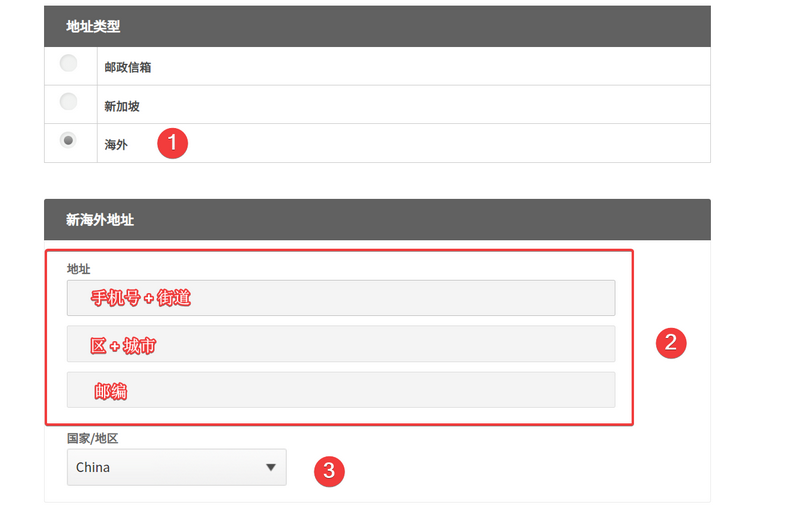 地址类型
邮政信箱
新加坡
海外
1
新海外地址
地址
手机号 + 街道
区 + 城市
2
邮编
国家/地区
China
3